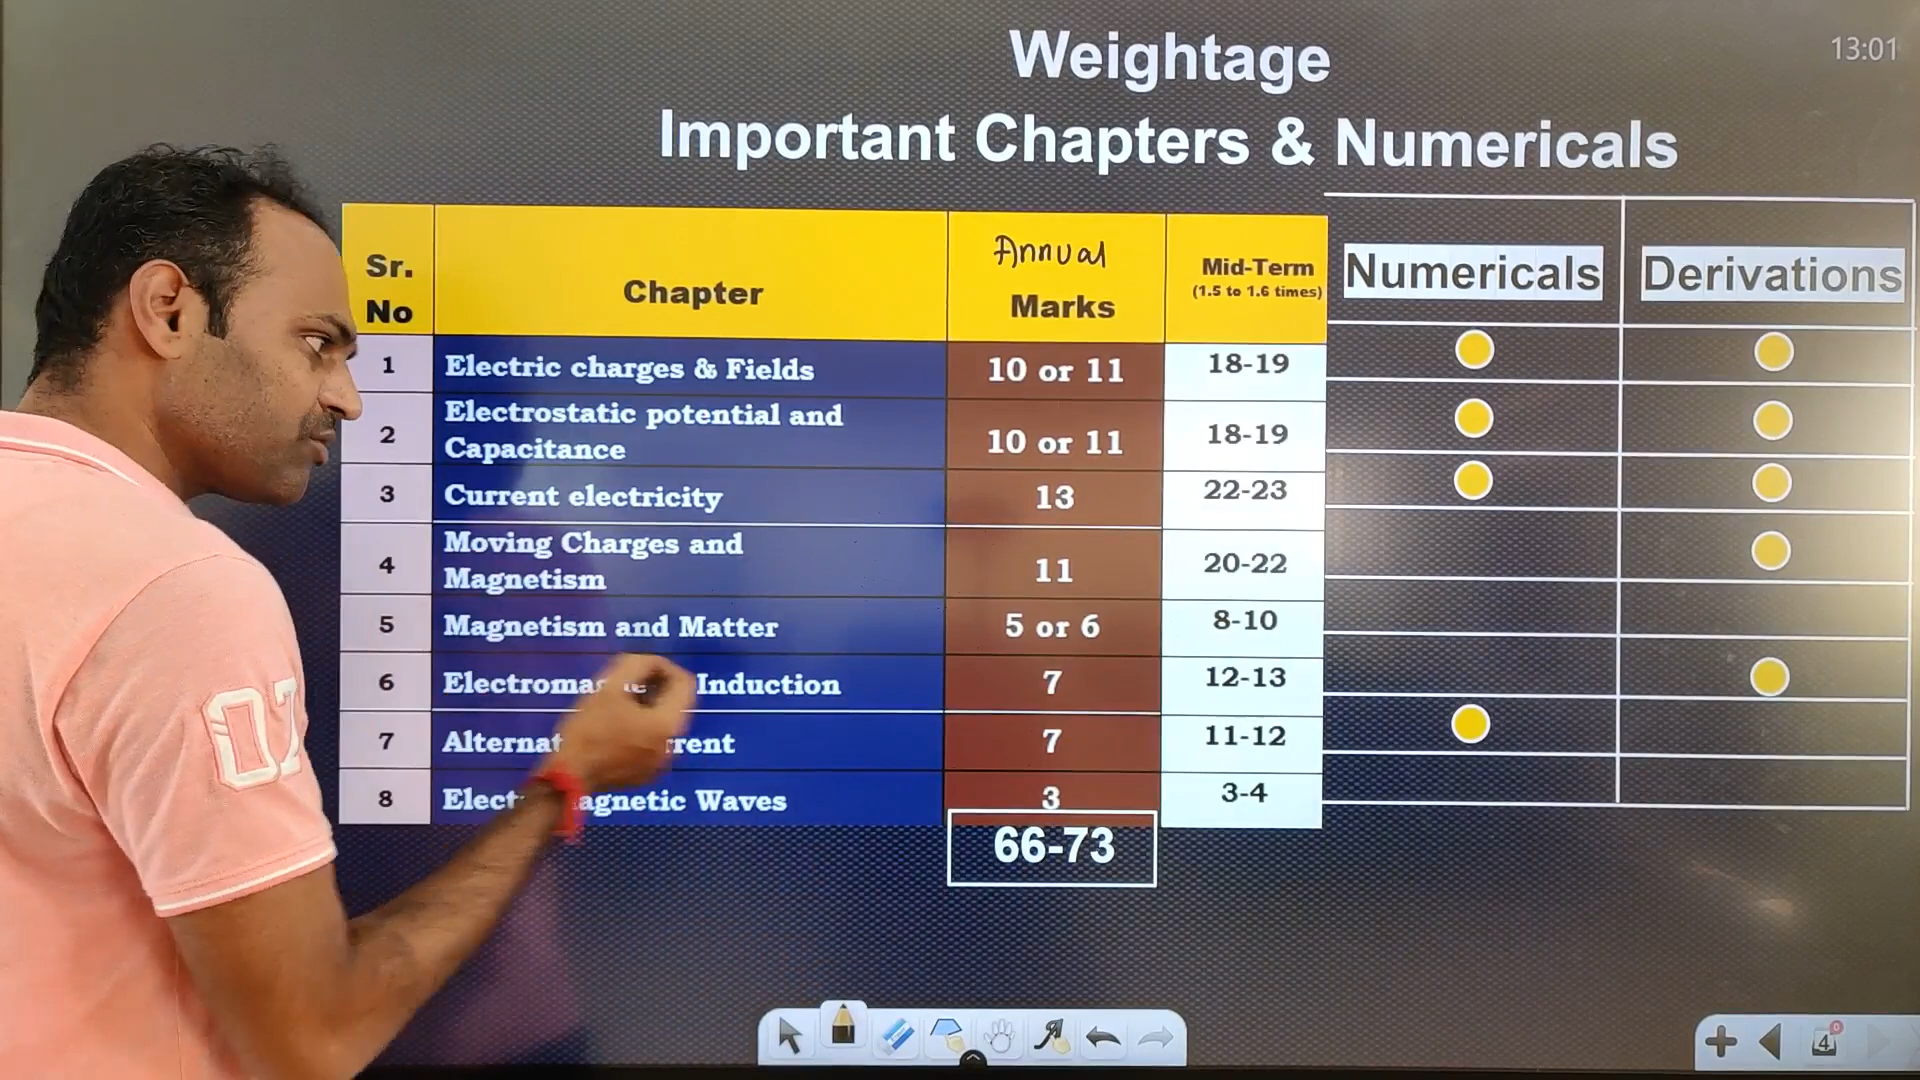 Weightage
13:01
Important Chapters & Numericals
Sr. No
Chapter
Annual Marks
Mid-Term
(1.5 to 1.6 times)
Numericals
Derivations
1 Electric charges & Fields 10 or 11 18-19
2 Electrostatic potential and
Capacitance 10 or 11 18-19
3 Current electricity 13 22-23
4 Moving Charges and
Magnetism 11 20-22
5 Magnetism and Matter 5 or 6 8-10
6 Induction 7 12-13
7 7 11-12
8 Waves 3 3-4
66-73
07
4
0